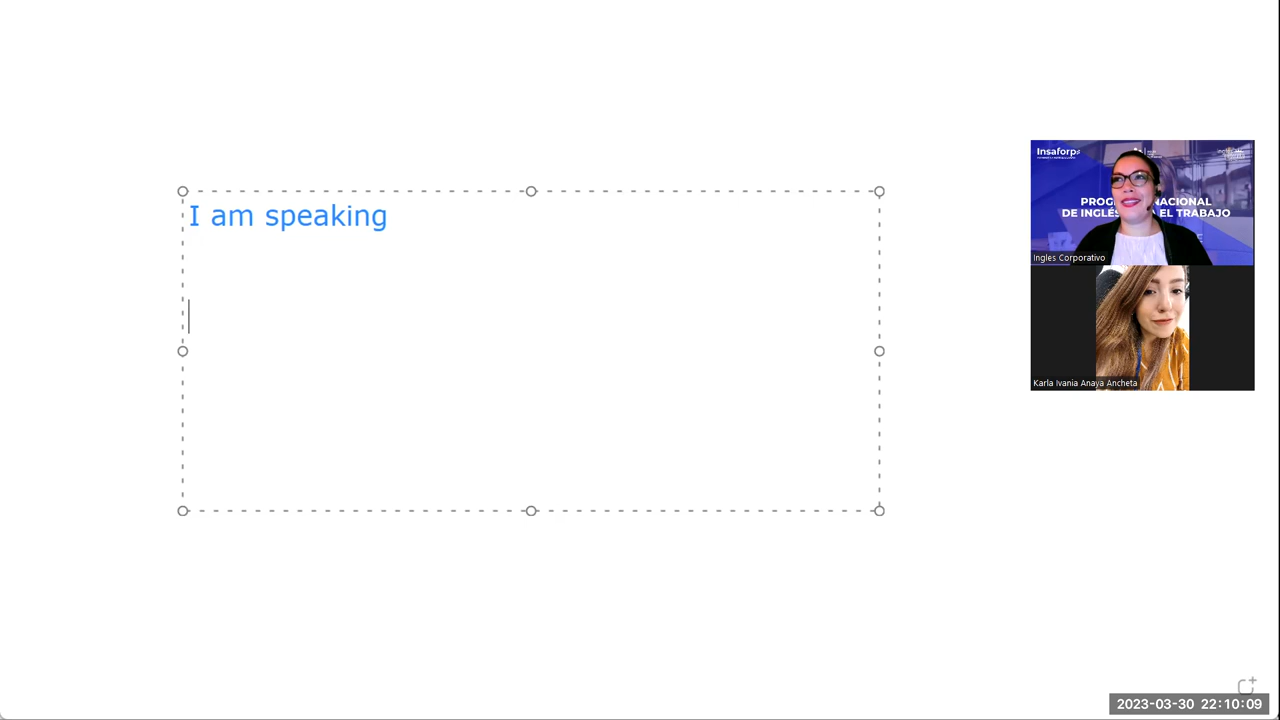 I am speaking
Insaforp
PROG NACIONAL
DE INGLÉS EL TRABAJO
Ingles Corporativo
Karla Ivania Anaya Ancheta
2023-03-30 22:10:09